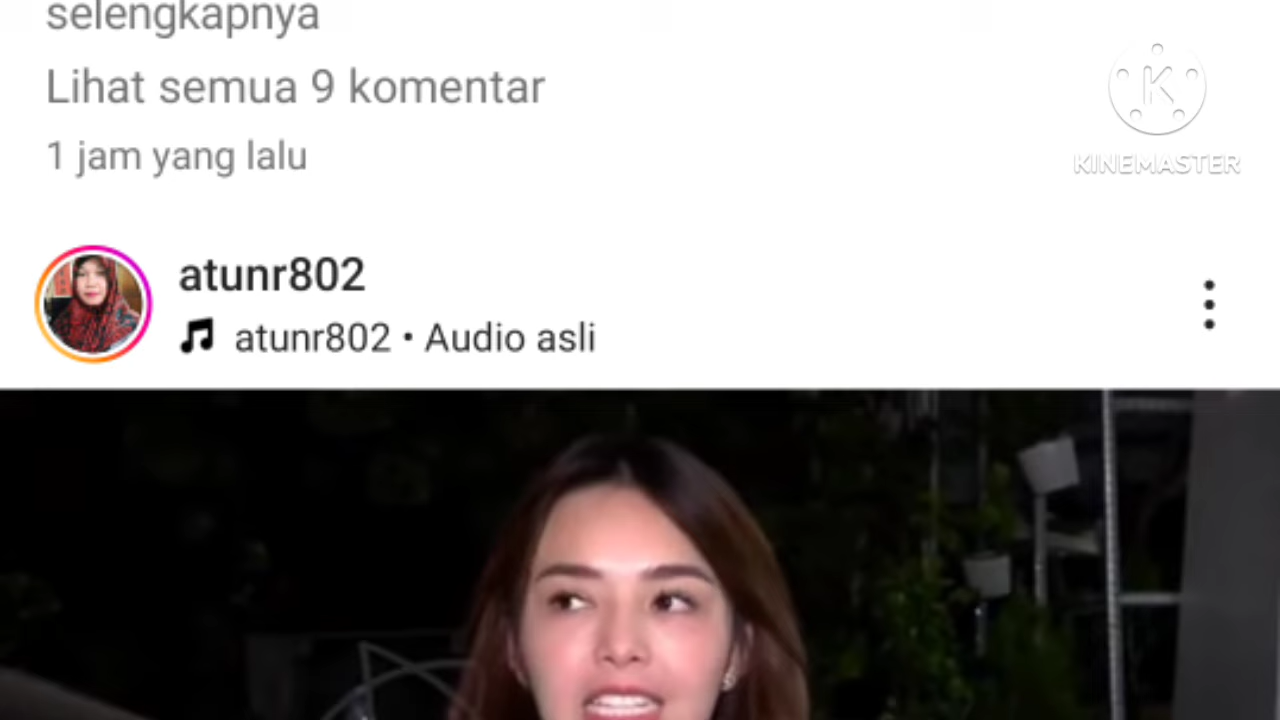 selengkapnya
Lihat semua 9 komentar
1 jam yang lalu
K
KINEMASTER
atunr802
atunr802 • Audio asli